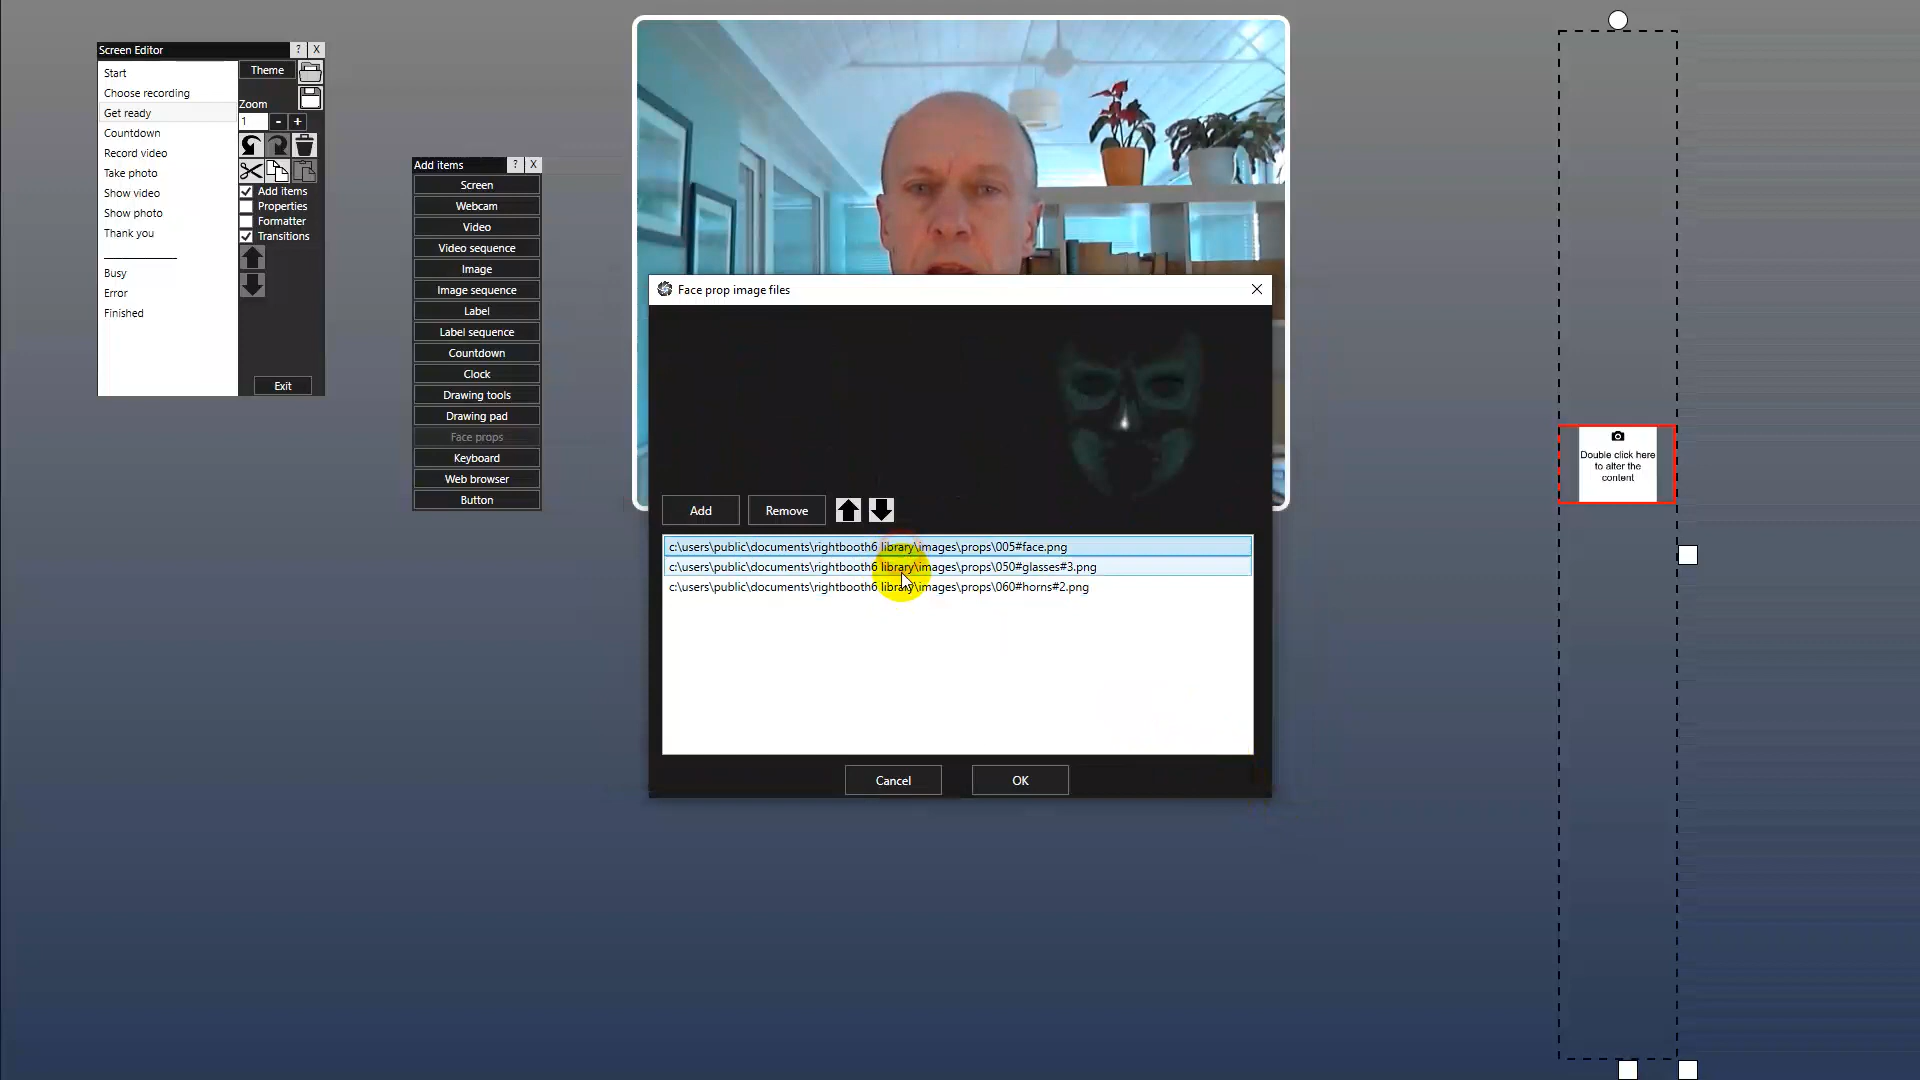 Screen Editor
? X
Start
Choose recording
Get ready
Countdown
Record video
Take photo
Show video
Show photo
Thank you
Busy
Error
Finished
Theme
Zoom
1 - +
Add items
Properties
Formatter
Transitions
Exit
Add items
? X
Screen
Webcam
Video
Video sequence
Image
Image sequence
Label
Label sequence
Countdown
Clock
Drawing tools
Drawing pad
Face props
Keyboard
Web browser
Button
Face prop image files
Add
Remove
c:\users\public\documents\rightbooth6 library\images\props\005#face.png
c:\users\public\documents\rightbooth6 library\images\props\050#glasses#3.png
c:\users\public\documents\rightbooth6 library\images\props\060#horns#2.png
Cancel
OK
Double click here
to alter the
content